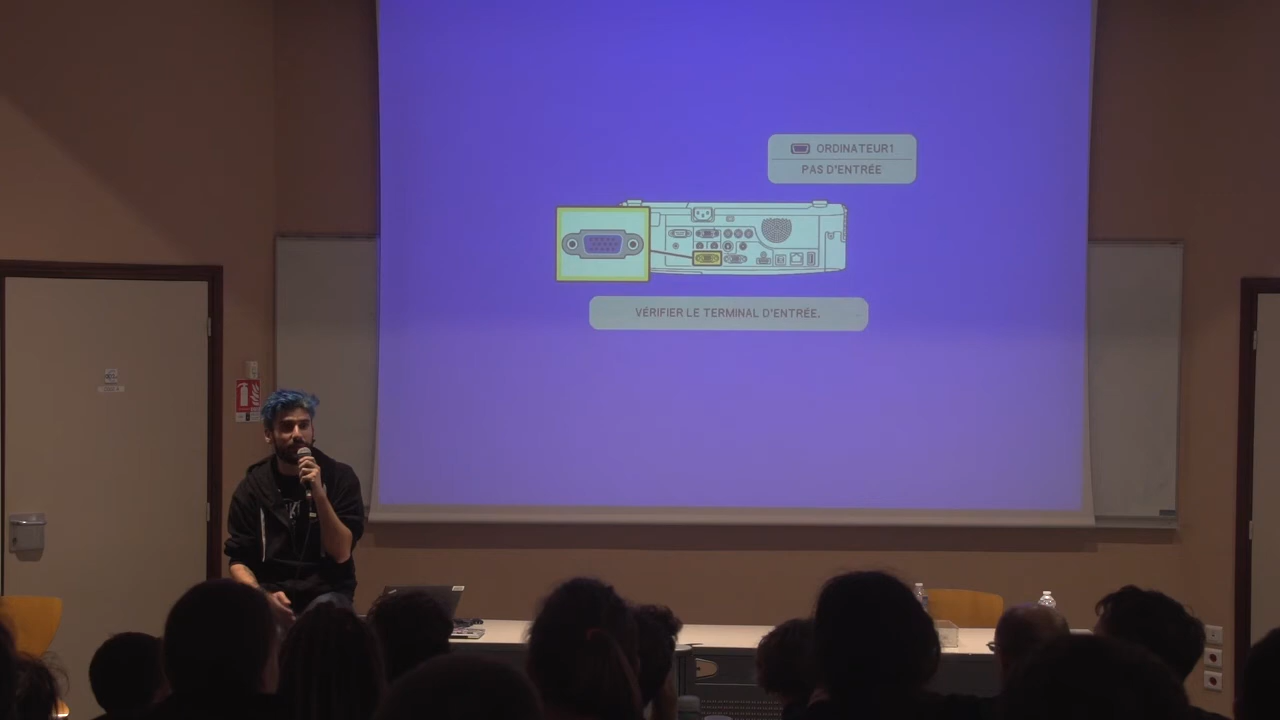 ORDINATEUR1
PAS D'ENTRÉE
VÉRIFIER LE TERMINAL D'ENTRÉE.